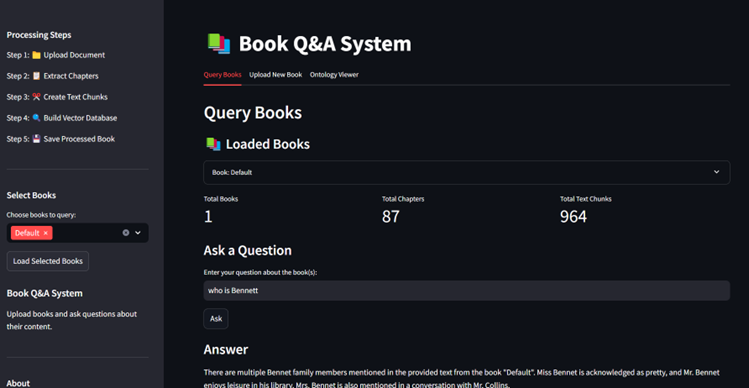 Processing Steps
Step 1: 📁 Upload Document
Step 2: 📑 Extract Chapters
Step 3: ✂️ Create Text Chunks
Step 4: 🔍 Build Vector Database
Step 5: 💾 Save Processed Book
Select Books
Choose books to query:
Default ×
Load Selected Books
Book Q&A System
Upload books and ask questions about
their content.
About
📚 Book Q&A System
Query Books Upload New Book Ontology Viewer
Query Books
📚 Loaded Books
Book: Default
Total Books Total Chapters Total Text Chunks
1 87 964
Ask a Question
Enter your question about the book(s):
who is Bennett
Ask
Answer
There are multiple Bennet family members mentioned in the provided text from the book "Default". Miss Bennet is acknowledged as pretty, and Mr. Bennet
enjoys leisure in his library. Mrs. Bennet is also mentioned in a conversation with Mr. Collins.